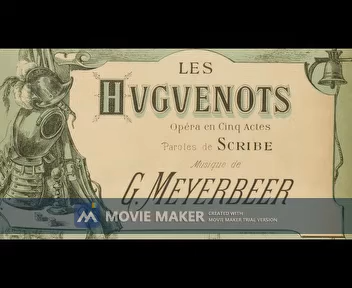 LES
HVGVENOTS
Opéra en Cinq Actes
Paroles de SCRIBE
Musique de
G. MEYERBEER
MOVIE MAKER
CREATED WITH
MOVIE MAKER TRIAL VERSION